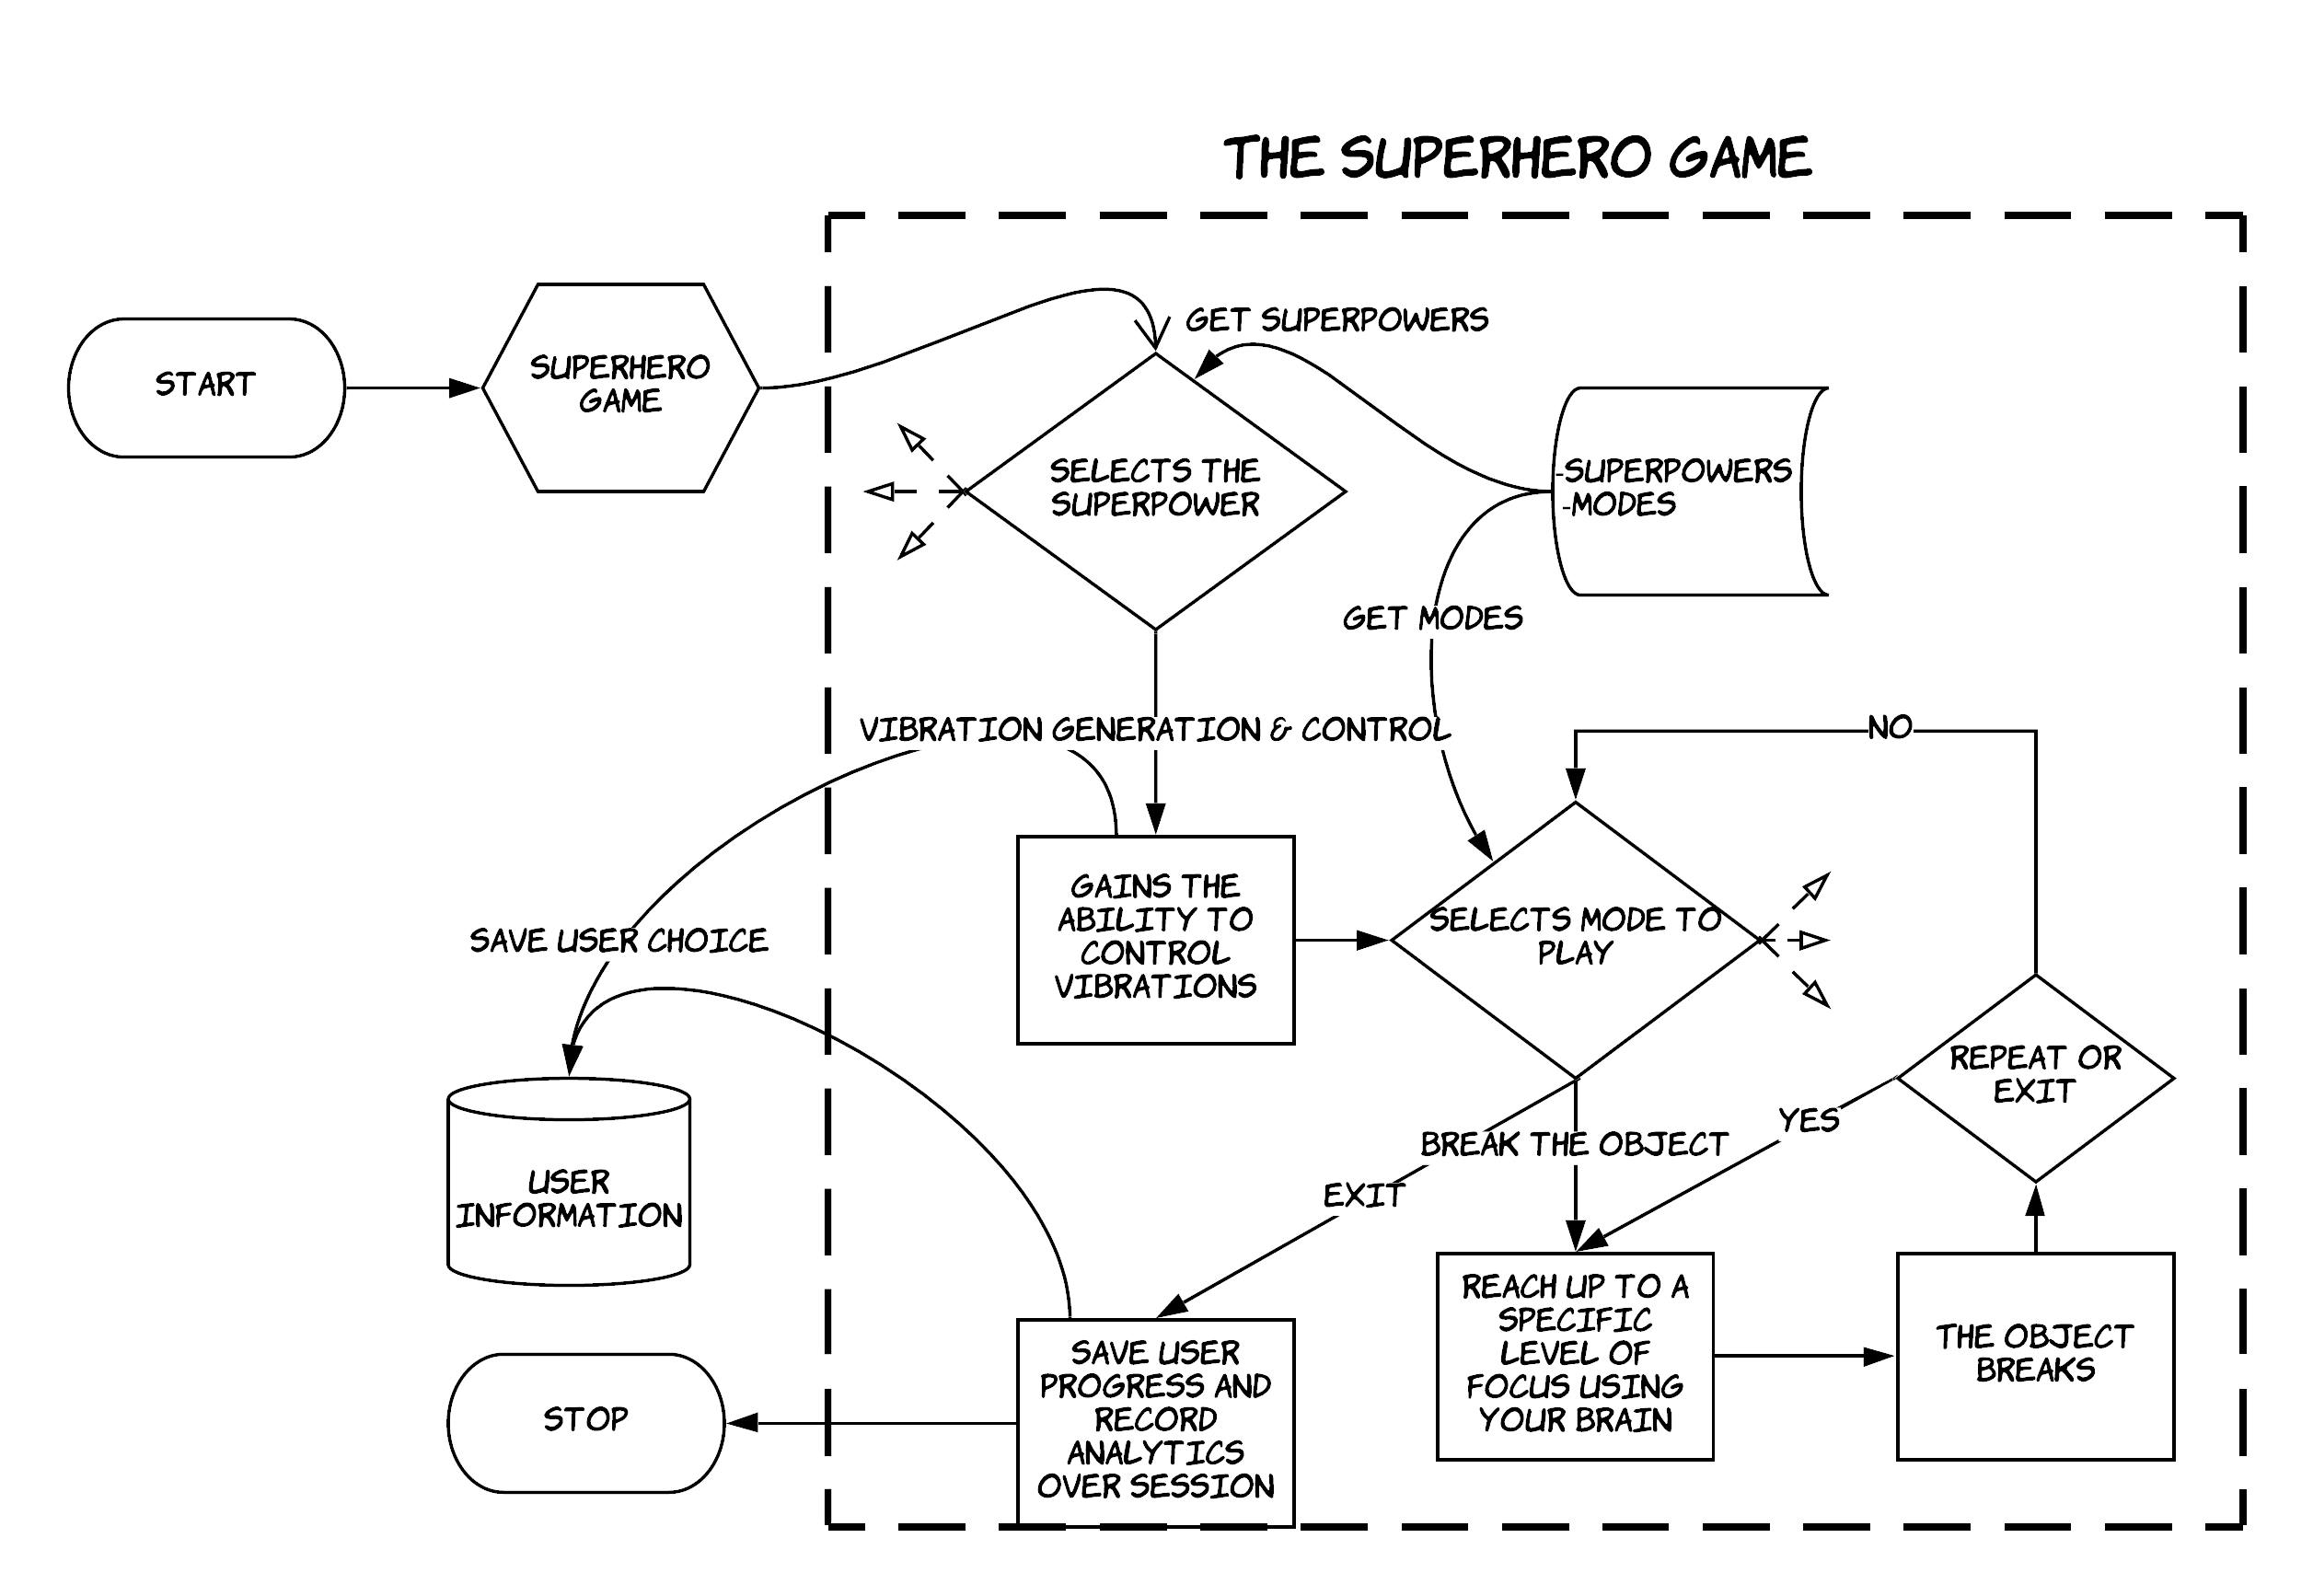 THE SUPERHERO GAME
START
SUPERHERO
GAME
GET SUPERPOWERS
SELECTS THE
SUPERPOWER
-SUPERPOWERS
-MODES
GET MODES
VIBRATION GENERATION & CONTROL
NO
GAINS THE
ABILITY TO
CONTROL
VIBRATIONS
SELECTS MODE TO
PLAY
SAVE USER CHOICE
REPEAT OR
EXIT
YES
BREAK THE OBJECT
EXIT
USER
INFORMATION
REACH UP TO A
SPECIFIC
LEVEL OF
FOCUS USING
YOUR BRAIN
THE OBJECT
BREAKS
SAVE USER
PROGRESS AND
RECORD
ANALYTICS
OVER SESSION
STOP